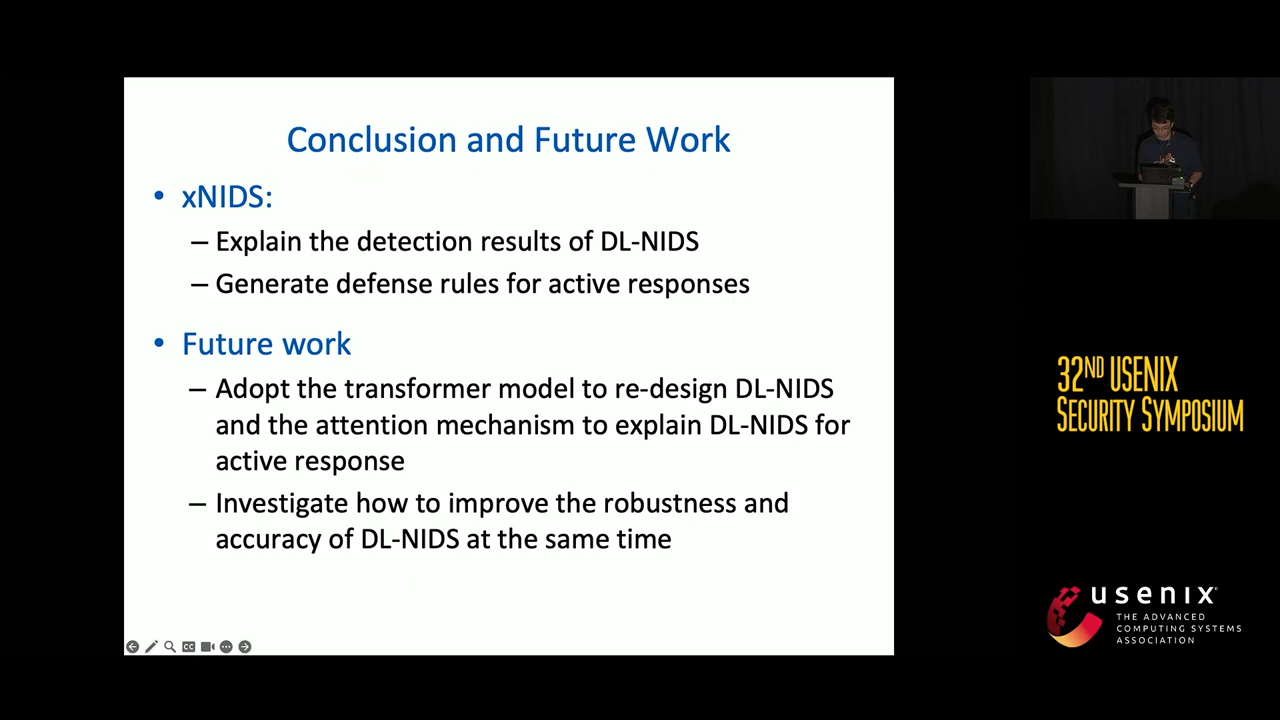 Conclusion and Future Work
• xNIDS:
– Explain the detection results of DL-NIDS
– Generate defense rules for active responses
• Future work
– Adopt the transformer model to re-design DL-NIDS
and the attention mechanism to explain DL-NIDS for
active response
– Investigate how to improve the robustness and
accuracy of DL-NIDS at the same time
CC
32ND USENIX
SECURITY SYMPOSIUM
usenix
THE ADVANCED
COMPUTING SYSTEMS
ASSOCIATION